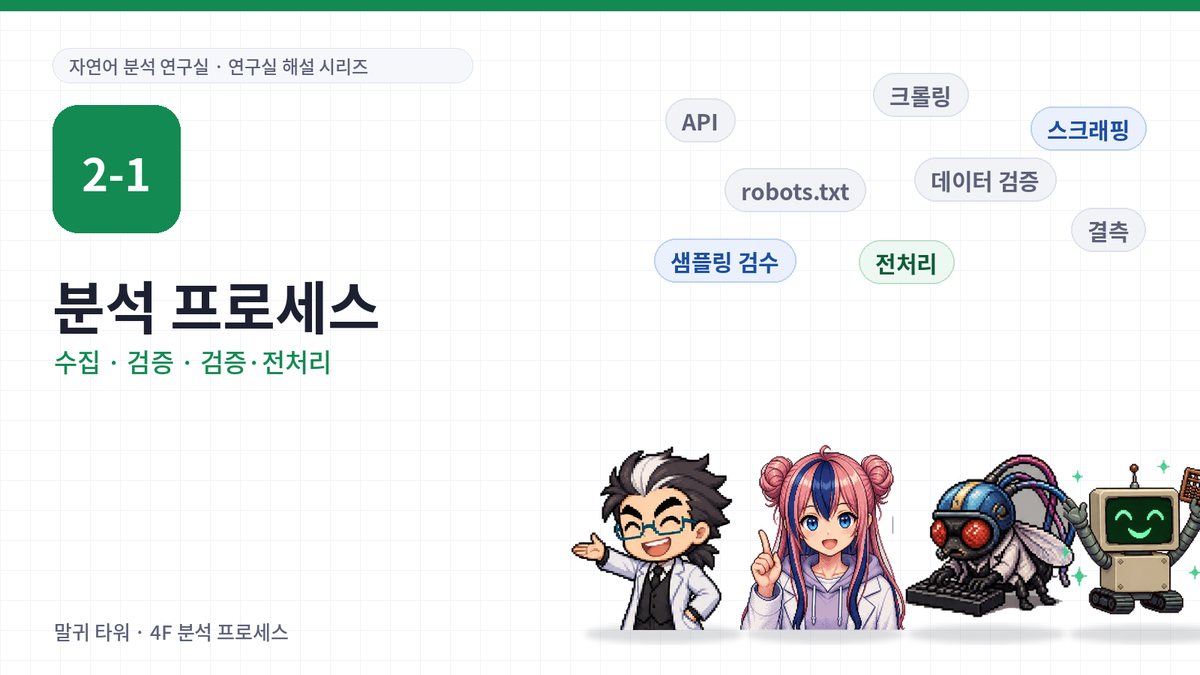 자연어 분석 연구실 · 연구실 해설 시리즈
2-1
분석 프로세스
수집 · 검증 · 검증·전처리
API
크롤링
스크래핑
robots.txt
데이터 검증
결측
샘플링 검수
전처리
말귀 타워 · 4F 분석 프로세스